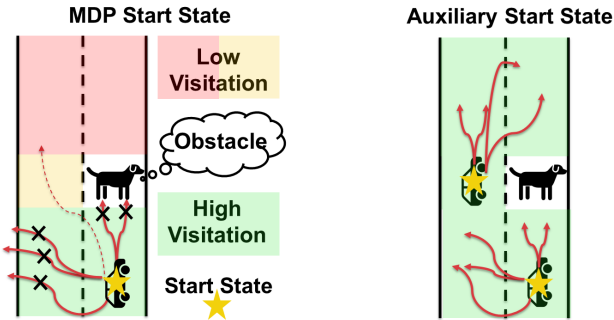 MDP Start State
Low
Visitation
Obstacle
High
Visitation
Start State
Auxiliary Start State